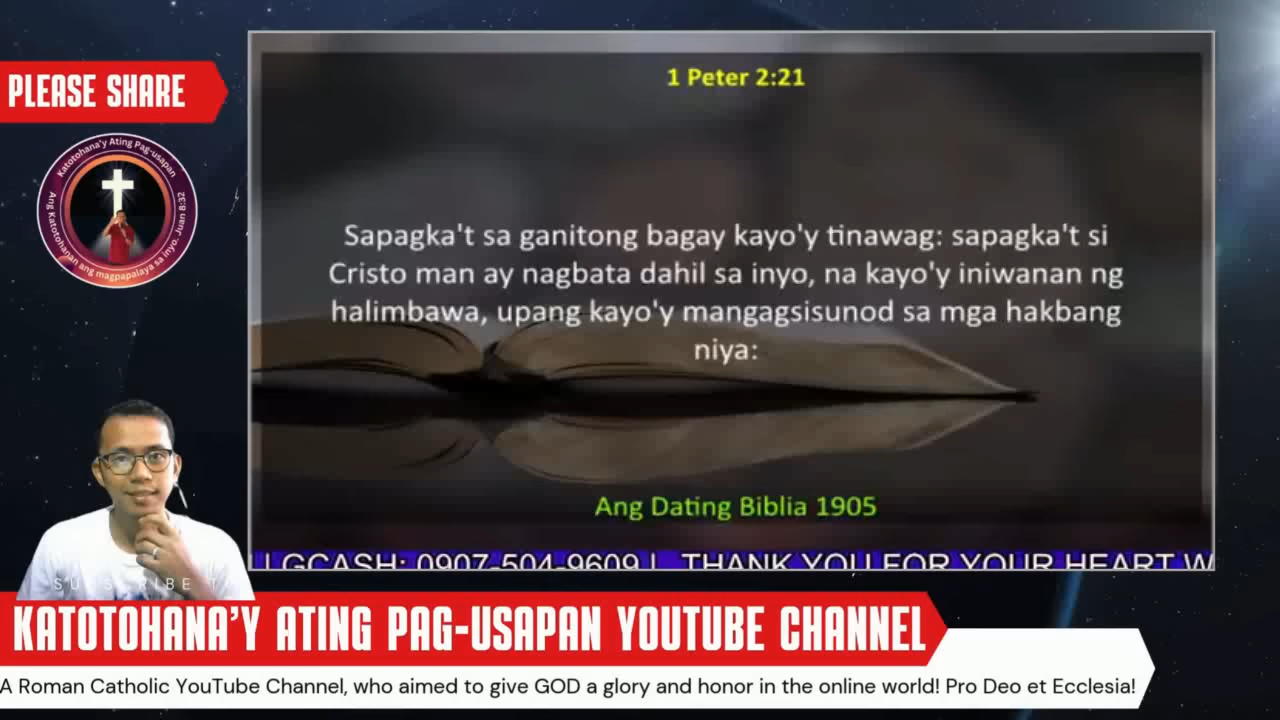 PLEASE SHARE
Katotohana'y Ating Pag-usapan
Ang Katotohanan ang magpapalaya sa inyo. Juan 8:32
1 Peter 2:21
Sapagka't sa ganitong bagay kayo'y tinawag: sapagka't si
Cristo man ay nagbata dahil sa inyo, na kayo'y iniwanan ng
halimbawa, upang kayo'y mangagsisunod sa mga hakbang
niya:
Ang Dating Biblia 1905
GCASH: 0907-504-9609 | THANK YOU FOR YOUR HEART W
SUBSCRIBE T
KATOTOHANA'Y ATING PAG-USAPAN YOUTUBE CHANNEL
A Roman Catholic YouTube Channel, who aimed to give GOD a glory and honor in the online world! Pro Deo et Ecclesia!